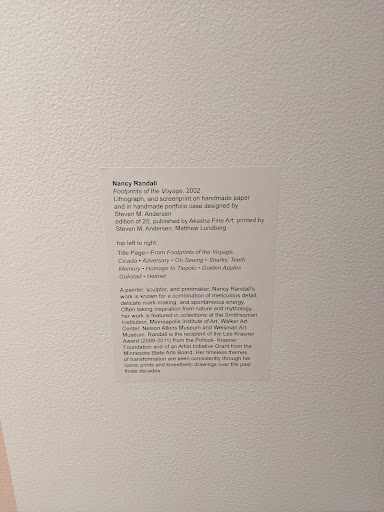 Nancy Randall
Footprints of the Voyage, 2002
Lithograph, and screenprint on handmade paper
and in handmade portfolio case designed by
Steven M. Andersen
edition of 25; published by Akasha Fine Art; printed by
Steven M. Andersen, Matthew Lundberg
top left to right
Title Page—From Footprints of the Voyage,
Cicada • Adversary • On Seeing • Sharks' Teeth
Memory • Homage to Tiepolo • Golden Apples
Gokstad • Helmet
A painter, sculptor, and printmaker, Nancy Randall's
work is known for a combination of meticulous detail,
delicate mark-making, and spontaneous energy.
Often taking inspiration from nature and mythology,
her work is featured in collections at the Smithsonian
Institution, Minneapolis Institute of Art, Walker Art
Center, Nelson Atkins Museum and Weisman Art
Museum. Randall is the recipient of the Lee Krasner
Award (2009-2011) from the Pollock- Krasner
Foundation and of an Artist Initiative Grant from the
Minnesota State Arts Board. Her timeless themes
of transformation are seen consistently through her
iconic prints and kinesthetic drawings over the past
three decades